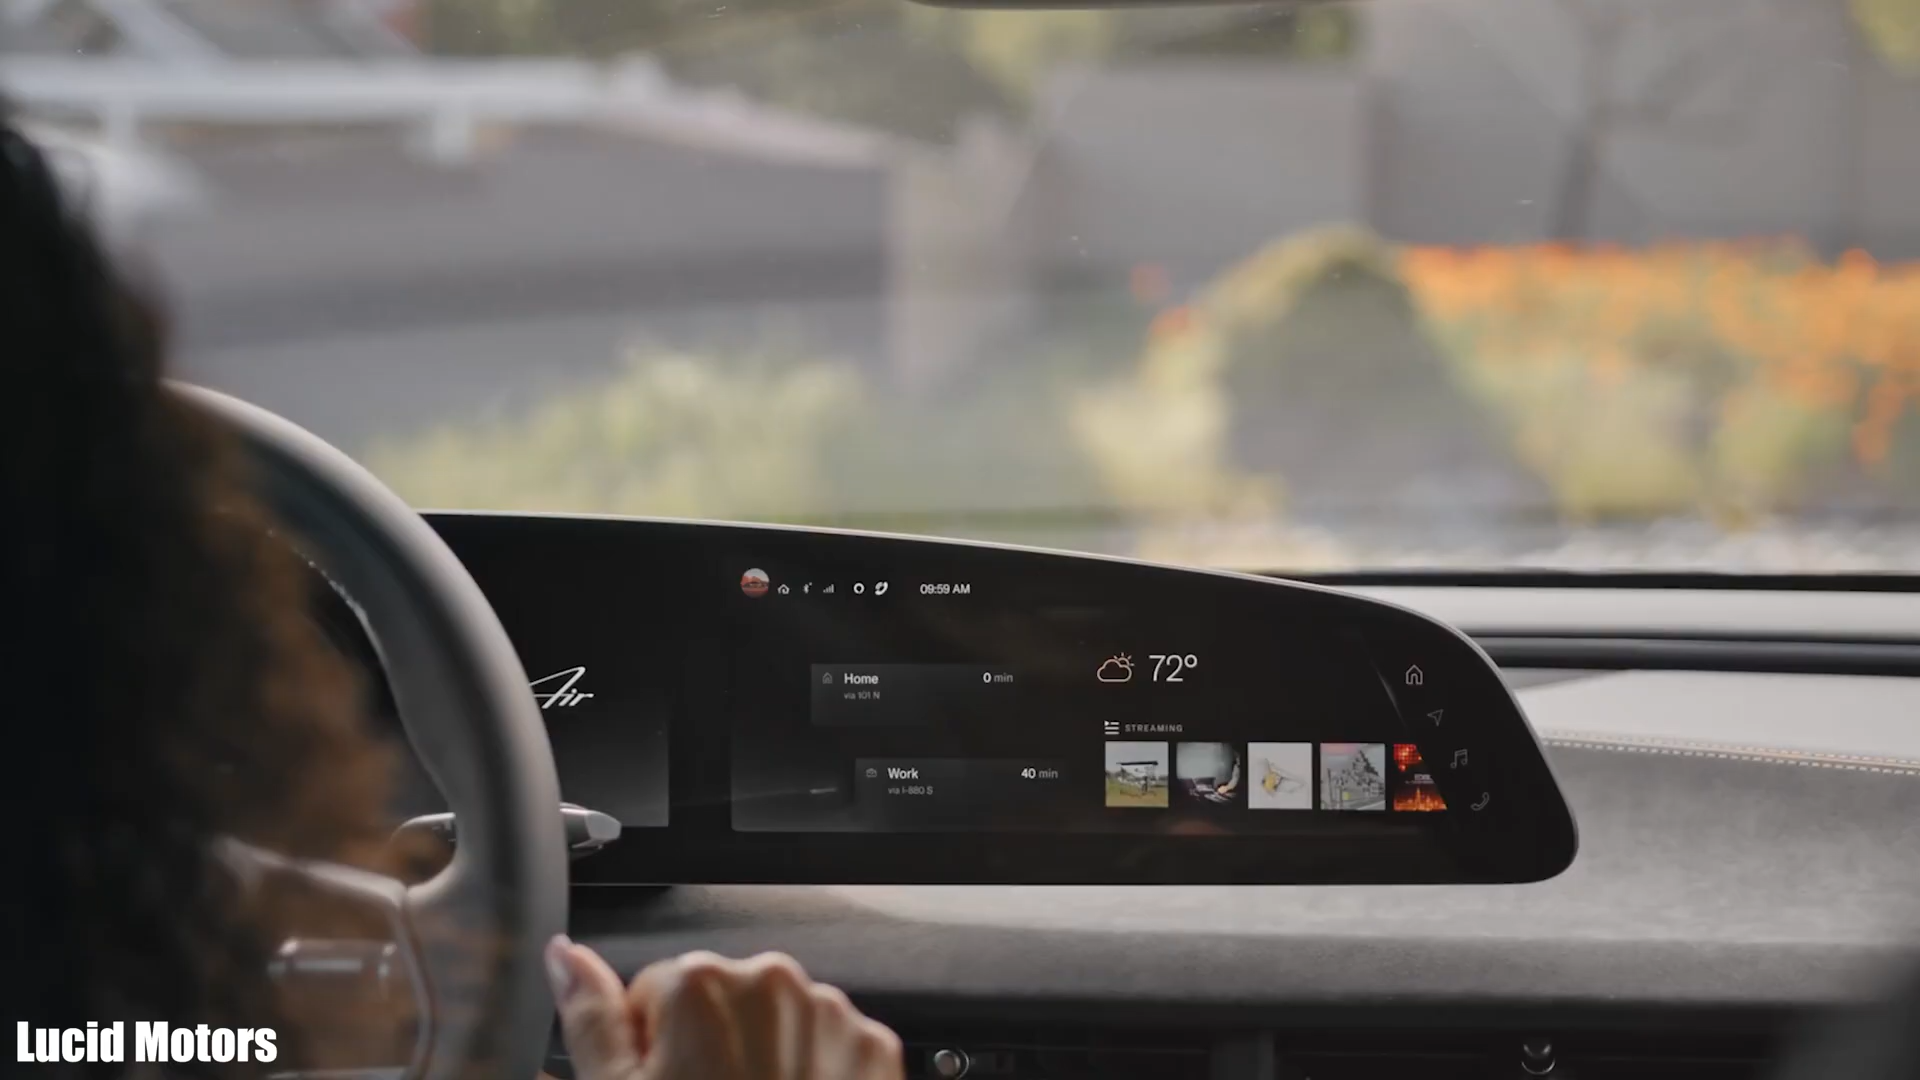 09:59 AM
Air
Home
0 min
via 101 N
72°
STREAMING
Work
40 min
via I-880 S
Lucid Motors